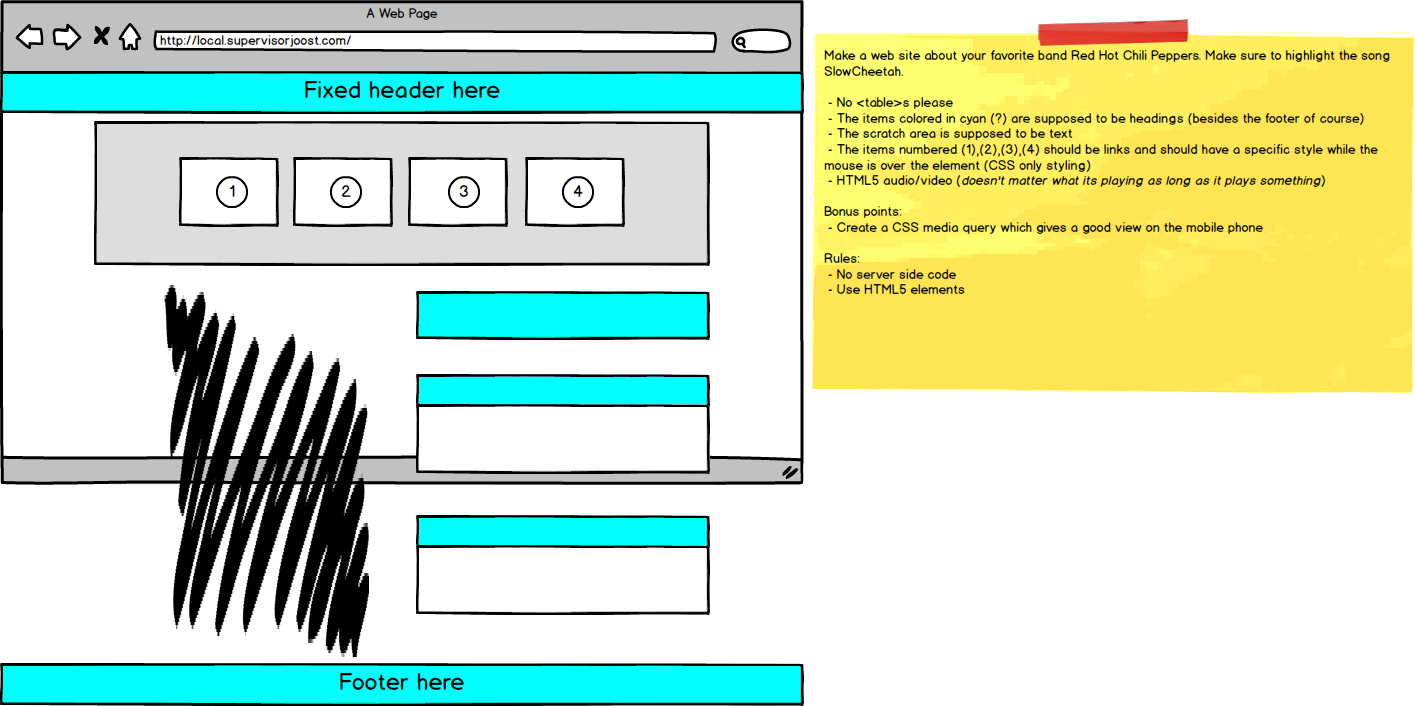 A Web Page
http://local.supervisorjoost.com/
Fixed header here
1 2 3 4
Footer here
Make a web site about your favorite band Red Hot Chili Peppers. Make sure to highlight the song
SlowCheetah.
- No <table>s please
- The items colored in cyan (?) are supposed to be headings (besides the footer of course)
- The scratch area is supposed to be text
- The items numbered (1),(2),(3),(4) should be links and should have a specific style while the
mouse is over the element (CSS only styling)
- HTML5 audio/video (doesn't matter what its playing as long as it plays something)
Bonus points:
- Create a CSS media query which gives a good view on the mobile phone
Rules:
- No server side code
- Use HTML5 elements